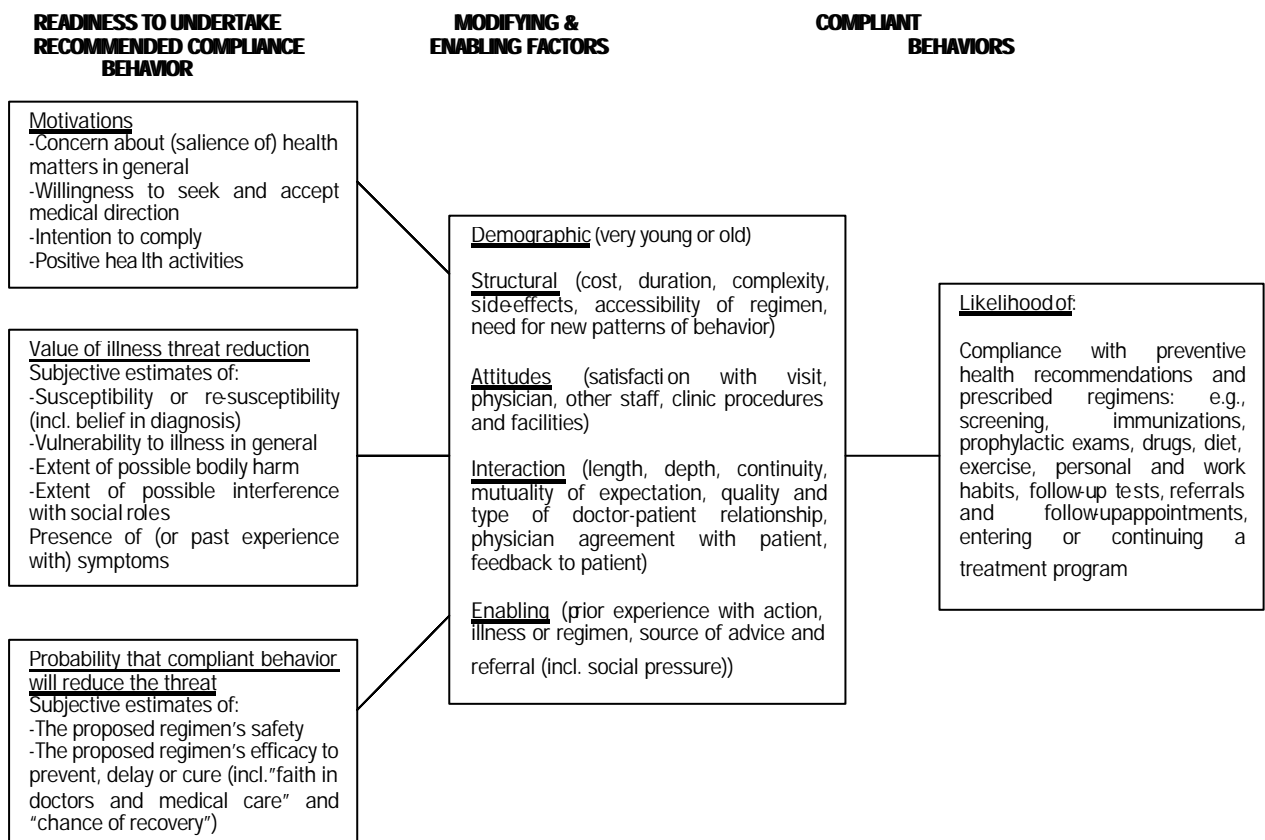 READINESS TO UNDERTAKE
RECOMMENDED COMPLIANCE
BEHAVIOR
MODIFYING &
ENABLING FACTORS
COMPLIANT
BEHAVIORS
Motivations
-Concern about (salience of) health
matters in general
-Willingness to seek and accept
medical direction
-Intention to comply
-Positive hea lth activities
Value of illness threat reduction
Subjective estimates of:
-Susceptibility or re-susceptibility
(incl. belief in diagnosis)
-Vulnerability to illness in general
-Extent of possible bodily harm
-Extent of possible interference
with social roles
Presence of (or past experience
with) symptoms
Probability that compliant behavior
will reduce the threat
Subjective estimates of:
-The proposed regimen's safety
-The proposed regimen's efficacy to
prevent, delay or cure (incl."faith in
doctors and medical care" and
"chance of recovery")
Demographic (very young or old)
Structural (cost, duration, complexity,
side-effects, accessibility of regimen,
need for new patterns of behavior)
Attitudes (satisfacti on with visit,
physician, other staff, clinic procedures
and facilities)
Interaction (length, depth, continuity,
mutuality of expectation, quality and
type of doctor-patient relationship,
physician agreement with patient,
feedback to patient)
Enabling (prior experience with action,
illness or regimen, source of advice and
referral (incl. social pressure))
Likelihood of:
Compliance with preventive
health recommendations and
prescribed regimens: e.g.,
screening, immunizations,
prophylactic exams, drugs, diet,
exercise, personal and work
habits, follow-up te sts, referrals
and follow-up appointments,
entering or continuing a
treatment program